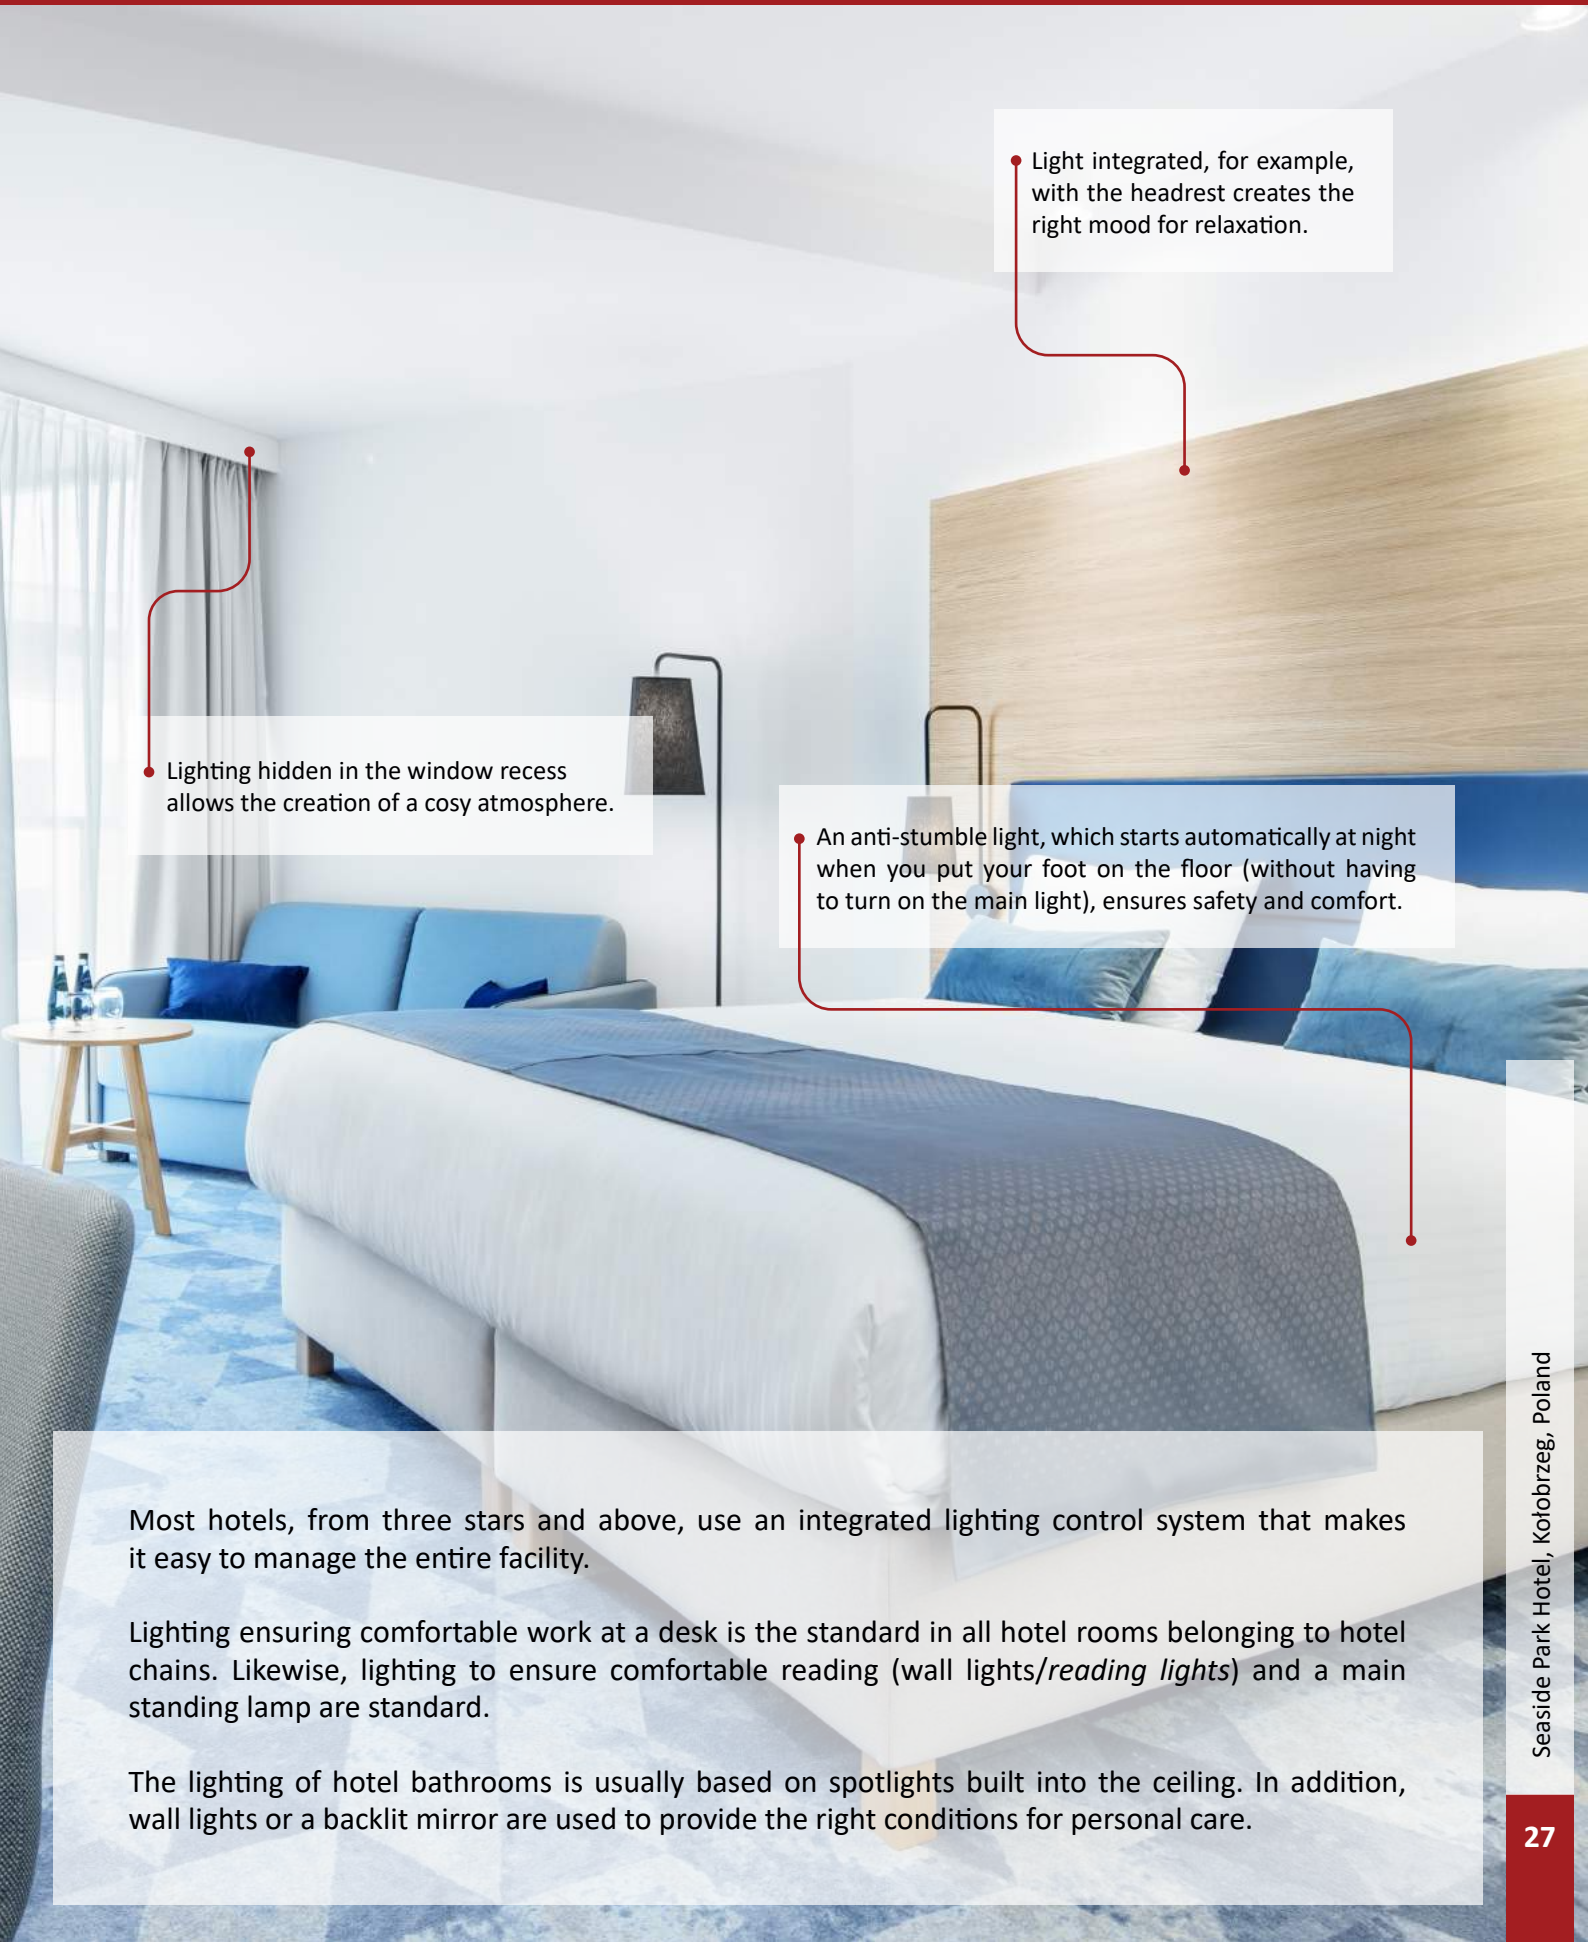 Light integrated, for example,
with the headrest creates the
right mood for relaxation.
Lighting hidden in the window recess
allows the creation of a cosy atmosphere.
An anti-stumble light, which starts automatically at night
when you put your foot on the floor (without having
to turn on the main light), ensures safety and comfort.
Most hotels, from three stars and above, use an integrated lighting control system that makes
it easy to manage the entire facility.
Lighting ensuring comfortable work at a desk is the standard in all hotel rooms belonging to hotel
chains. Likewise, lighting to ensure comfortable reading (wall lights/reading lights) and a main
standing lamp are standard.
The lighting of hotel bathrooms is usually based on spotlights built into the ceiling. In addition,
wall lights or a backlit mirror are used to provide the right conditions for personal care.
Seaside Park Hotel, Kołobrzeg, Poland
27